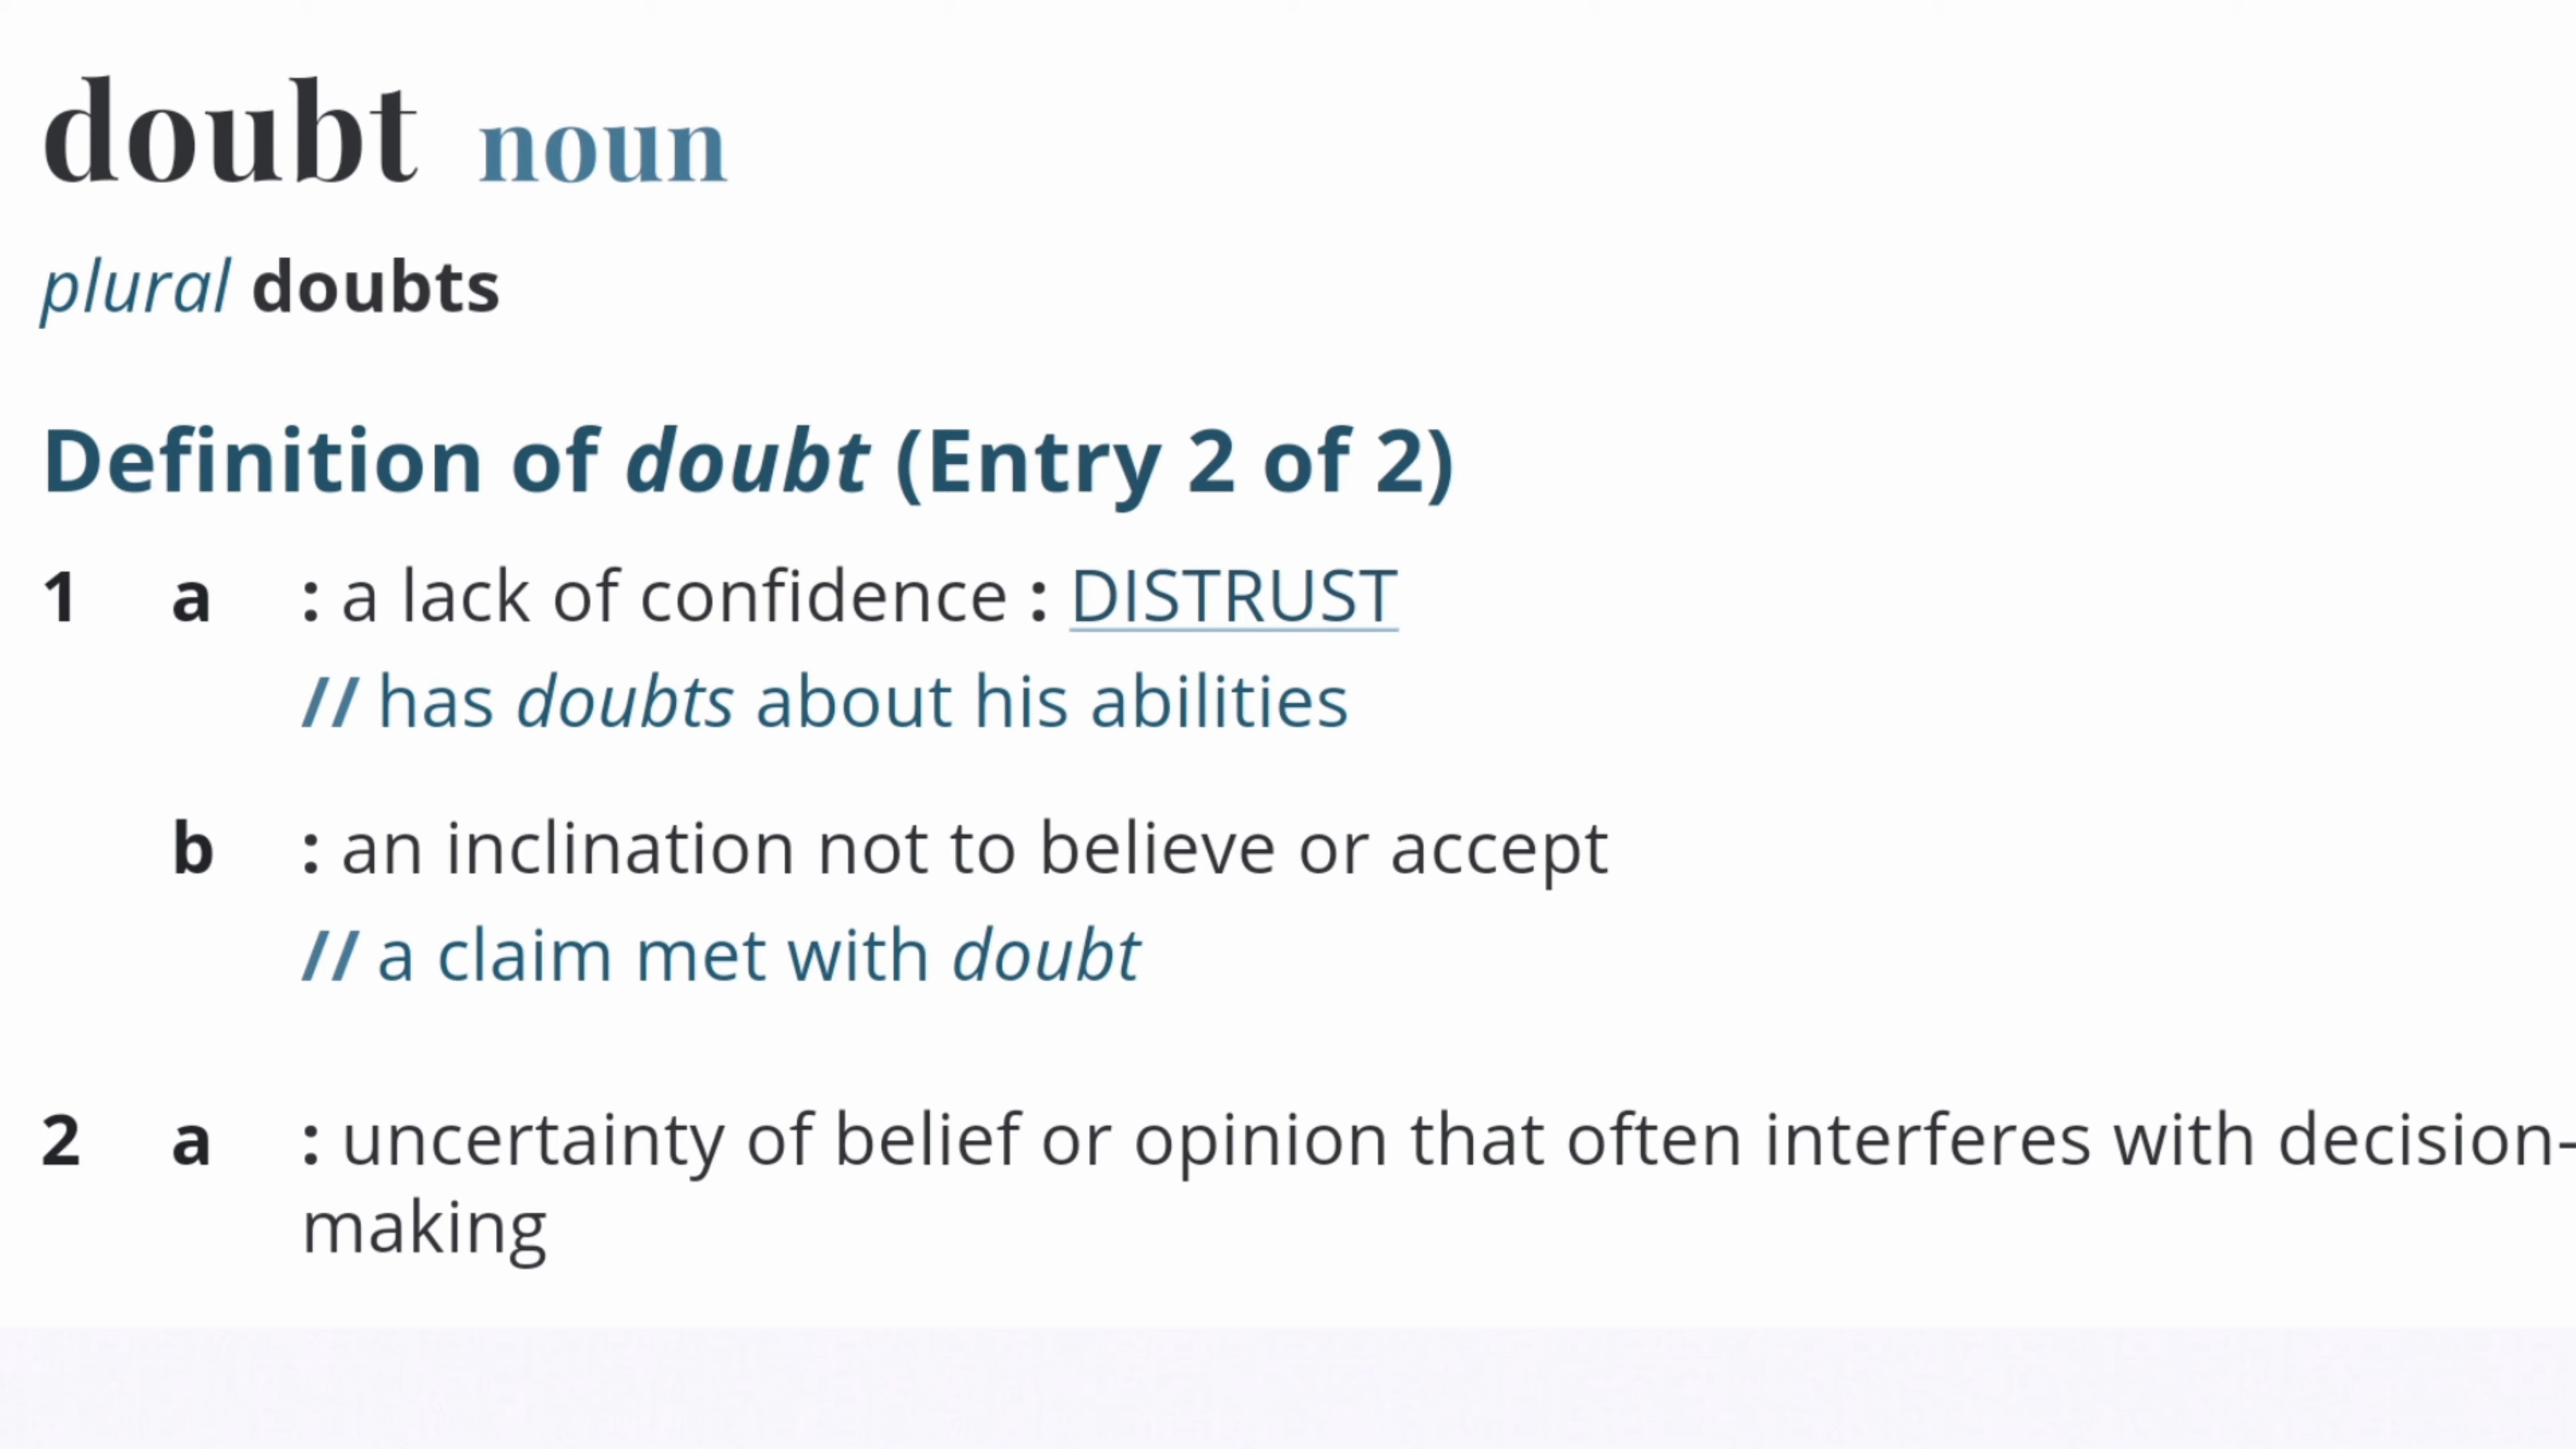 doubt noun
plural doubts
Definition of doubt (Entry 2 of 2)
1 a : a lack of confidence : DISTRUST
// has doubts about his abilities
b : an inclination not to believe or accept
// a claim met with doubt
2 a : uncertainty of belief or opinion that often interferes with decision-
making